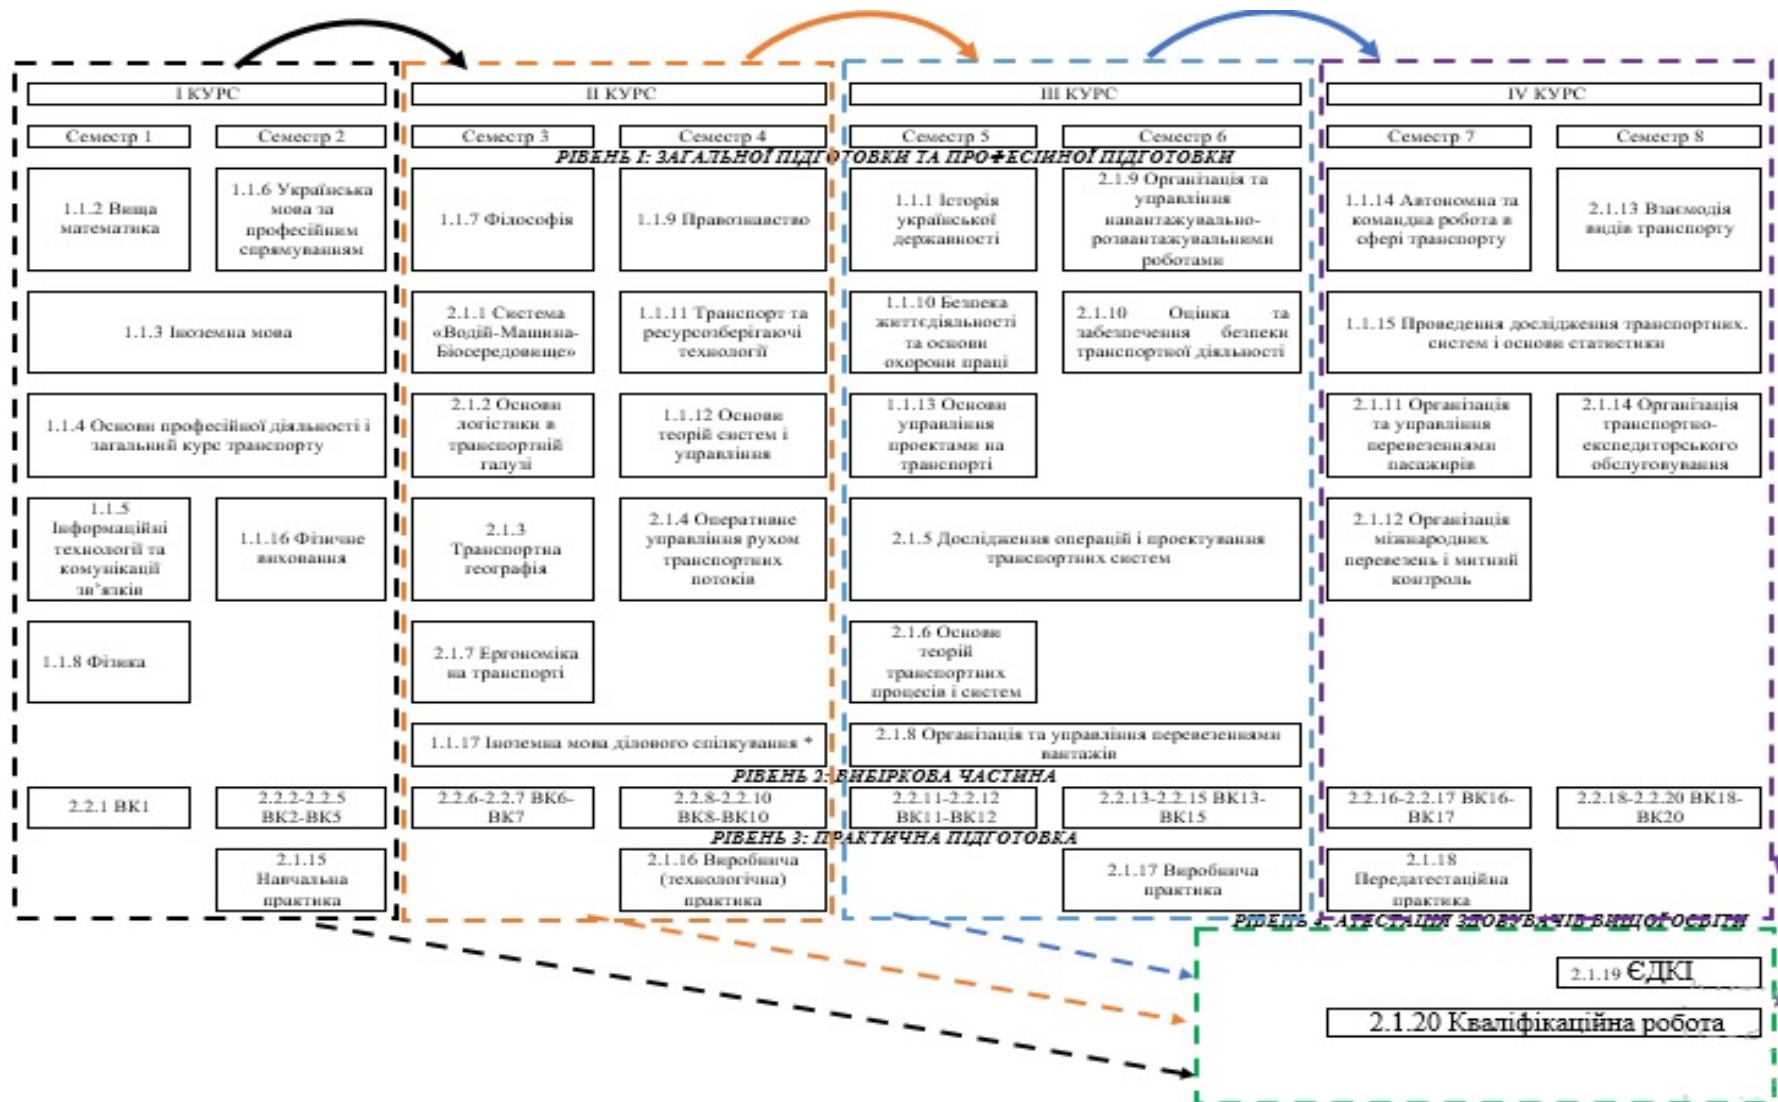 І КУРС
ІІ КУРС
ІІІ КУРС
IV КУРС
Семестр 1
Семестр 2
Семестр 3
Семестр 4
Семестр 5
Семестр 6
Семестр 7
Семестр 8
РІВЕНЬ 1: ЗАГАЛЬНОЇ ПІДГОТОВКИ ТА ПРОФЕСІЙНОЇ ПІДГОТОВКИ
1.1.2 Вища
математика
1.1.6 Українська
мова за
професійним
спрямуванням
1.1.7 Філософія
1.1.9 Правознавство
1.1.1 Історія
української
державності
2.1.9 Організація та
управління
навантажувально-
розвантажувальними
роботами
1.1.14 Автономна та
командна робота в
сфері транспорту
2.1.13 Взаємодія
видів транспорту
1.1.3 Іноземна мова
2.1.1 Система
«Водій-Машина-
Біосередовище»
1.1.11 Транспорт та
ресурсозберігаючі
технології
1.1.10 Безпека
життєдіяльності
та основи
охорони праці
2.1.10 Оцінка та
забезпечення безпеки
транспортної діяльності
1.1.15 Проведення дослідження транспортних.
систем і основи статистики
1.1.4 Основи професійної діяльності і
загальний курс транспорту
2.1.2 Основи
логістики в
транспортній
галузі
1.1.12 Основи
теорій систем і
управління
1.1.13 Основи
управління
проектами на
транспорті
2.1.11 Організація
та управління
перевезеннями
пасажирів
2.1.14 Організація
транспортно-
експедиторського
обслуговування
1.1.5
Інформаційні
технології та
комунікації
зв’язків
1.1.16 Фізичне
виховання
2.1.3
Транспортна
географія
2.1.4 Оперативне
управління рухом
транспортних
потоків
2.1.5 Дослідження операцій і проектування
транспортних систем
2.1.12 Організація
міжнародних
перевезень і митний
контроль
1.1.8 Фізика
2.1.7 Ергономіка
на транспорті
2.1.6 Основи
теорій
транспортних
процесів і систем
1.1.17 Іноземна мова ділового спілкування *
2.1.8 Організація та управління перевезеннями
вантажів
РІВЕНЬ 2: ВИБІРКОВА ЧАСТИНА
2.2.1 ВК1
2.2.2-2.2.5
ВК2-ВК5
2.2.6-2.2.7 ВК6-
ВК7
2.2.8-2.2.10
ВК8-ВК10
2.2.11-2.2.12
ВК11-ВК12
2.2.13-2.2.15 ВК13-
ВК15
2.2.16-2.2.17 ВК16-
ВК17
2.2.18-2.2.20 ВК18-
ВК20
РІВЕНЬ 3: ПРАКТИЧНА ПІДГОТОВКА
2.1.15
Навчальна
практика
2.1.16 Виробнича
(технологічна)
практика
2.1.17 Виробнича
практика
2.1.18
Передатестаційна
практика
РІВЕНЬ 4: АТЕСТАЦІЯ ЗДОБУВАЧІВ ВИЩОЇ ОСВІТИ
2.1.19 ЄДКІ
2.1.20 Кваліфікаційна робота